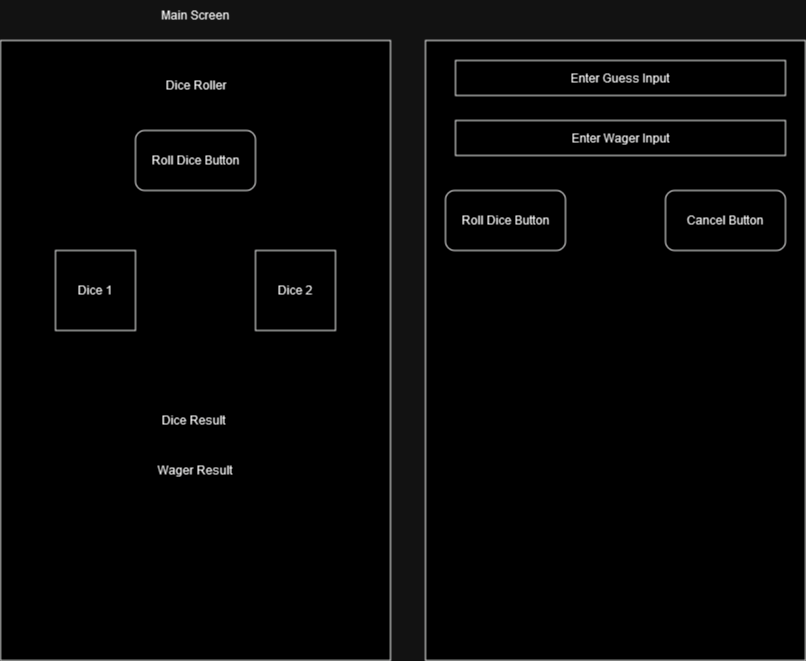 Main Screen
Dice Roller
Roll Dice Button
Dice 1
Dice 2
Dice Result
Wager Result
Enter Guess Input
Enter Wager Input
Roll Dice Button
Cancel Button